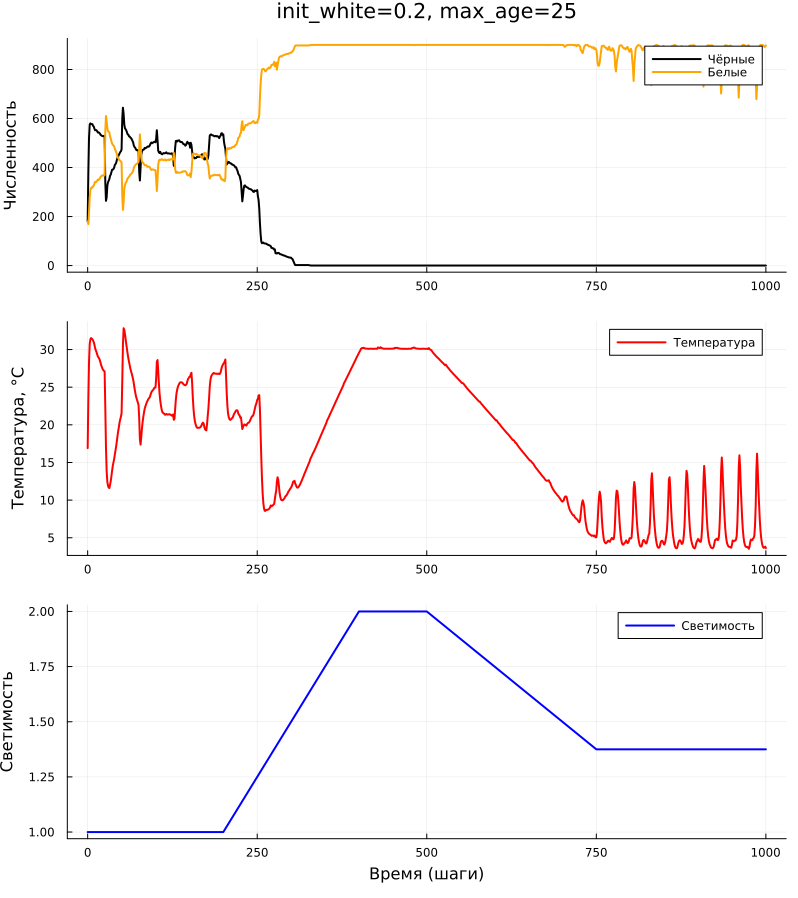 init_white=0.2, max_age=25
Численность
800
600
400
200
0
Чёрные
Белые
0 250 500 750 1000
Температура, °C
30
25
20
15
10
5
Температура
0 250 500 750 1000
Светимость
2.00
1.75
1.50
1.25
1.00
Светимость
0 250 500 750 1000
Время (шаги)